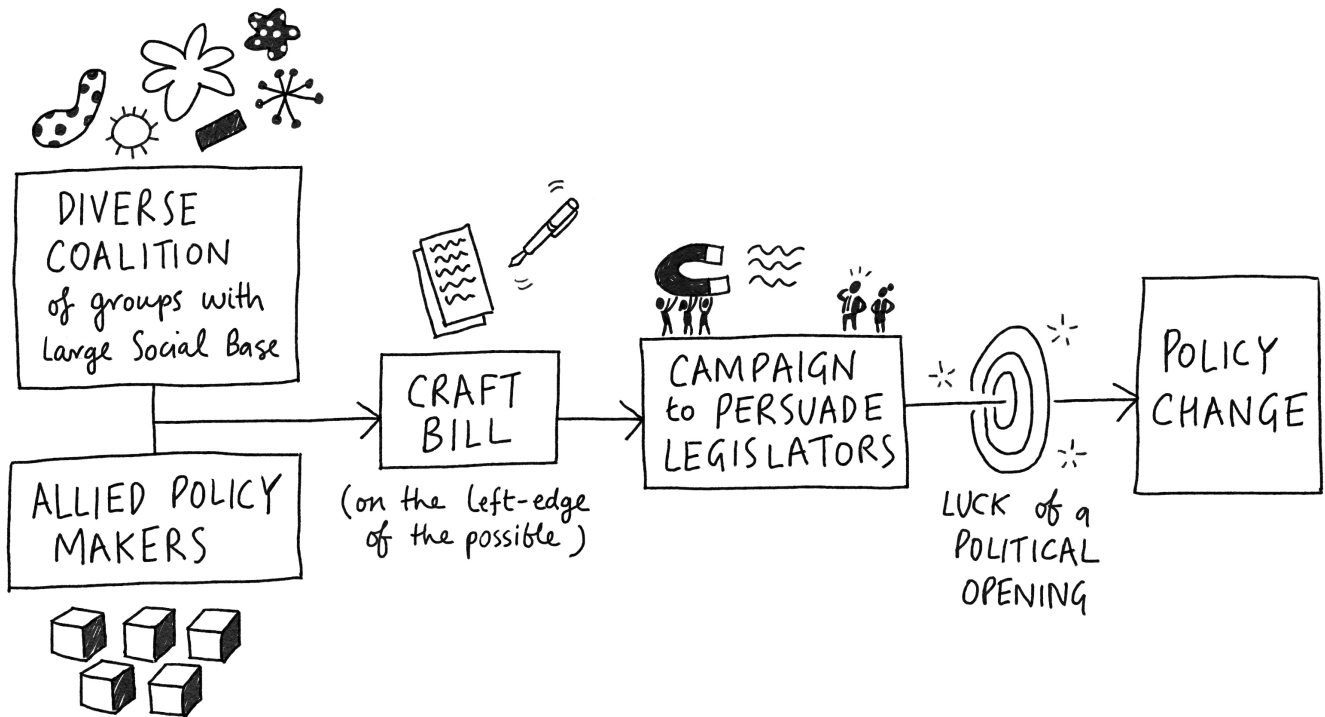 DIVERSE
COALITION
of groups with
Large Social Base
ALLIED POLICY
MAKERS
CRAFT
BILL
(on the left-edge
of the possible)
CAMPAIGN
to PERSUADE
LEGISLATORS
LUCK of a
POLITICAL
OPENING
POLICY
CHANGE